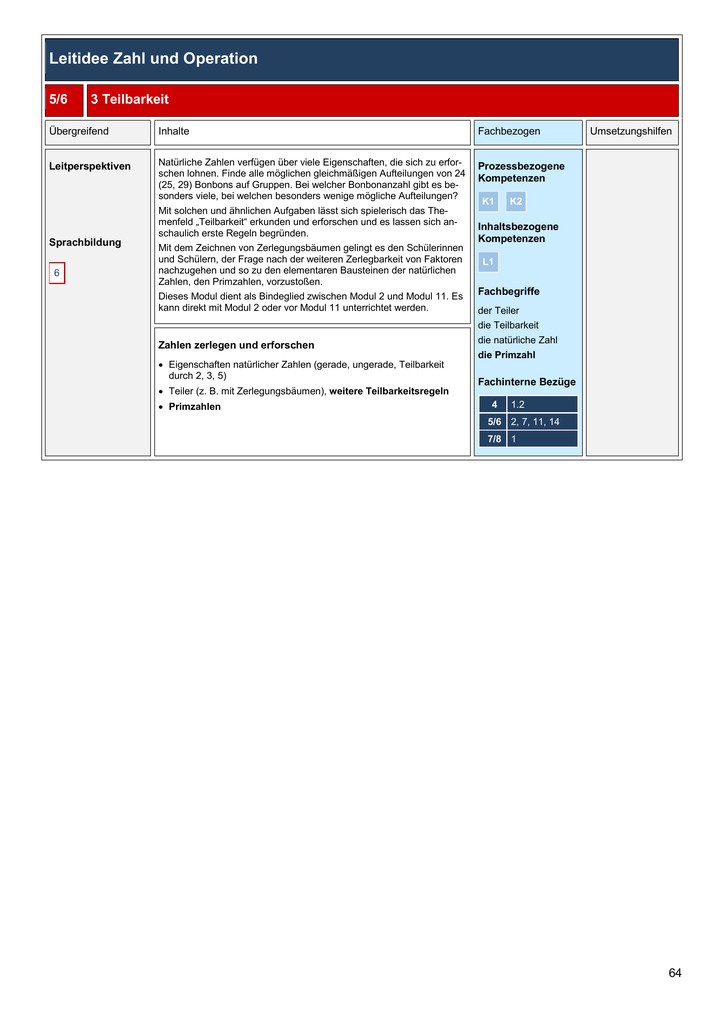 Leitidee Zahl und Operation
5/6
3 Teilbarkeit
Übergreifend
Inhalte
Fachbezogen
Umsetzungshilfen
Leitperspektiven
Sprachbildung
6
Natürliche Zahlen verfügen über viele Eigenschaften, die sich zu erfor-
schen lohnen. Finde alle möglichen gleichmäßigen Aufteilungen von 24
(25, 29) Bonbons auf Gruppen. Bei welcher Bonbonanzahl gibt es be-
sonders viele, bei welchen besonders wenige mögliche Aufteilungen?
Mit solchen und ähnlichen Aufgaben lässt sich spielerisch das The-
menfeld „Teilbarkeit“ erkunden und erforschen und es lassen sich an-
schaulich erste Regeln begründen.
Mit dem Zeichnen von Zerlegungsbäumen gelingt es den Schülerinnen
und Schülern, der Frage nach der weiteren Zerlegbarkeit von Faktoren
nachzugehen und so zu den elementaren Bausteinen der natürlichen
Zahlen, den Primzahlen, vorzustoßen.
Dieses Modul dient als Bindeglied zwischen Modul 2 und Modul 11. Es
kann direkt mit Modul 2 oder vor Modul 11 unterrichtet werden.
Zahlen zerlegen und erforschen
• Eigenschaften natürlicher Zahlen (gerade, ungerade, Teilbarkeit
durch 2, 3, 5)
• Teiler (z. B. mit Zerlegungsbäumen), weitere Teilbarkeitsregeln
• Primzahlen
Prozessbezogene
Kompetenzen
K1 K2
Inhaltsbezogene
Kompetenzen
L1
Fachbegriffe
der Teiler
die Teilbarkeit
die natürliche Zahl
die Primzahl
Fachinterne Bezüge
4 1.2
5/6 2, 7, 11, 14
7/8 1
64